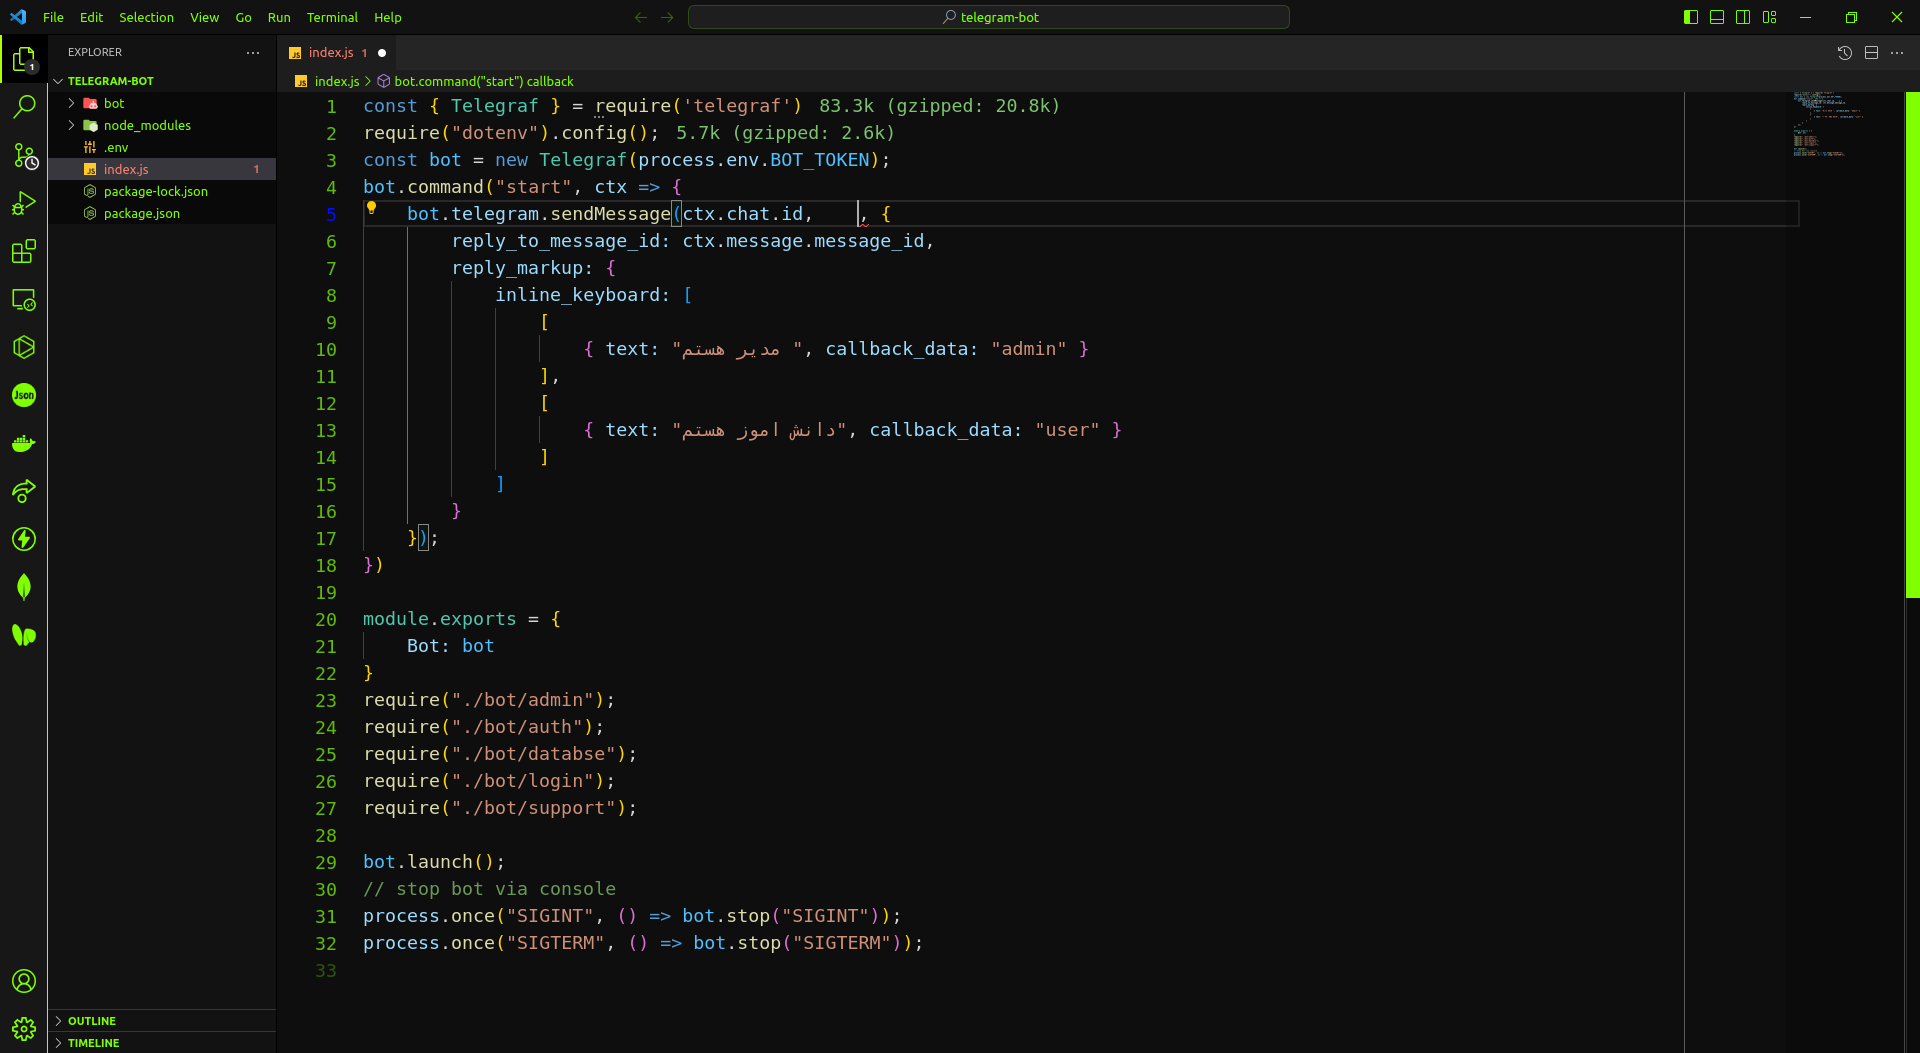 File Edit Selection View Go Run Terminal Help
telegram-bot
EXPLORER
TELEGRAM-BOT
bot
node_modules
.env
index.js 1
package-lock.json
package.json
OUTLINE
TIMELINE
1
Json
index.js 1
index.js > bot.command("start") callback
1 const { Telegraf } = require('telegraf') 83.3k (gzipped: 20.8k)
2 require("dotenv").config(); 5.7k (gzipped: 2.6k)
3 const bot = new Telegraf(process.env.BOT_TOKEN);
4 bot.command("start", ctx => {
5     bot.telegram.sendMessage(ctx.chat.id,    , {
6         reply_to_message_id: ctx.message.message_id,
7         reply_markup: {
8             inline_keyboard: [
9                 [
10                     { text: "مدیر هستم ", callback_data: "admin" }
11                 ],
12                 [
13                     { text: "دانش اموز هستم", callback_data: "user" }
14                 ]
15             ]
16         }
17     });
18 })
19
20 module.exports = {
21     Bot: bot
22 }
23 require("./bot/admin");
24 require("./bot/auth");
25 require("./bot/databse");
26 require("./bot/login");
27 require("./bot/support");
28
29 bot.launch();
30 // stop bot via console
31 process.once("SIGINT", () => bot.stop("SIGINT"));
32 process.once("SIGTERM", () => bot.stop("SIGTERM"));
33